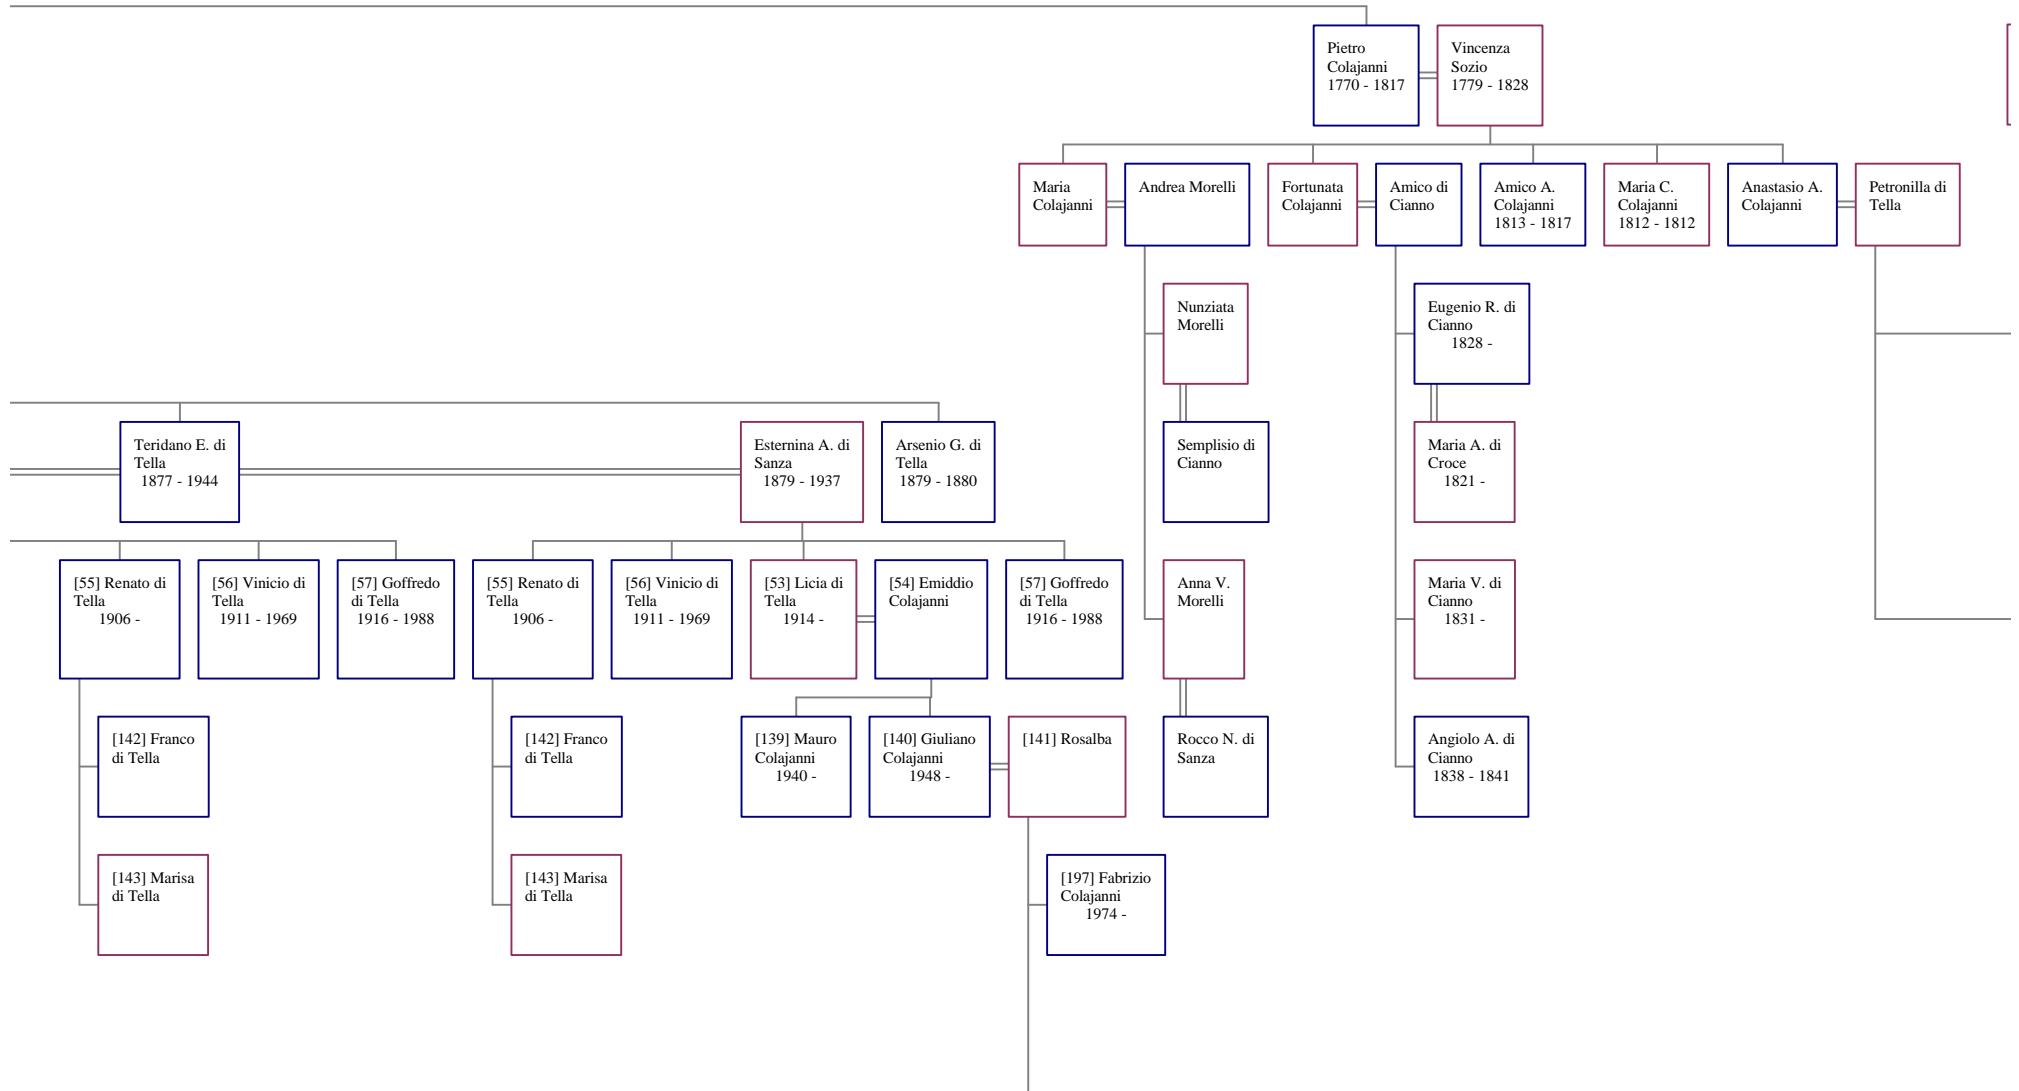 Pietro
Colajanni
1770 - 1817
Vincenza
Sozio
1779 - 1828
Maria
Colajanni
Andrea Morelli
Fortunata
Colajanni
Amico di
Cianno
Amico A.
Colajanni
1813 - 1817
Maria C.
Colajanni
1812 - 1812
Anastasio A.
Colajanni
Petronilla di
Tella
Nunziata
Morelli
Eugenio R. di
Cianno
1828 -
Teridano E. di
Tella
1877 - 1944
Esternina A. di
Sanza
1879 - 1937
Arsenio G. di
Tella
1879 - 1880
Semplisio di
Cianno
Maria A. di
Croce
1821 -
[55] Renato di
Tella
1906 -
[56] Vinicio di
Tella
1911 - 1969
[57] Goffredo
di Tella
1916 - 1988
[55] Renato di
Tella
1906 -
[56] Vinicio di
Tella
1911 - 1969
[53] Licia di
Tella
1914 -
[54] Emiddio
Colajanni
[57] Goffredo
di Tella
1916 - 1988
Anna V.
Morelli
Maria V. di
Cianno
1831 -
[142] Franco
di Tella
[142] Franco
di Tella
[139] Mauro
Colajanni
1940 -
[140] Giuliano
Colajanni
1948 -
[141] Rosalba
Rocco N. di
Sanza
Angiolo A. di
Cianno
1838 - 1841
[143] Marisa
di Tella
[143] Marisa
di Tella
[197] Fabrizio
Colajanni
1974 -